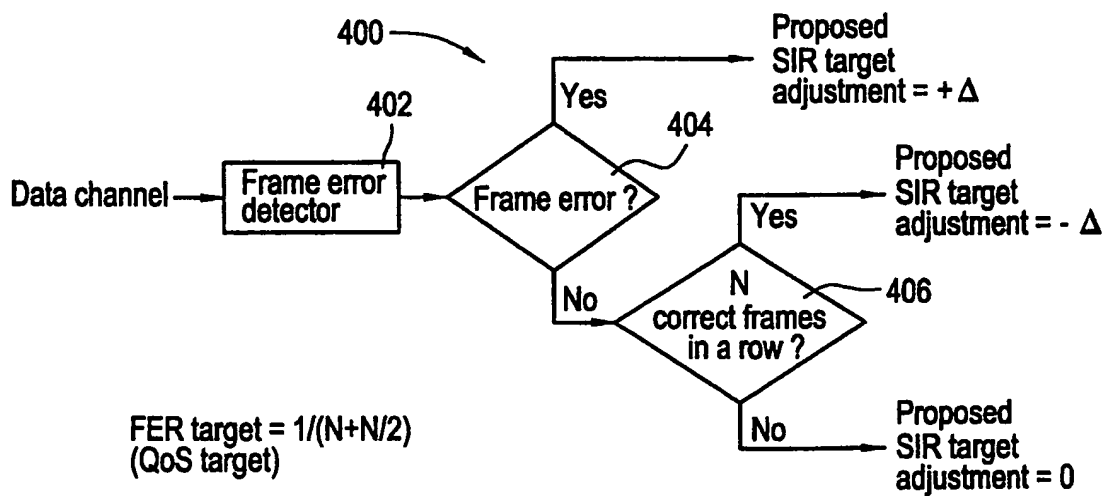 400
Proposed
SIR target
adjustment = + Δ
Yes
402
404
Data channel
Frame error
detector
Frame error ?
Proposed
SIR target
adjustment = - Δ
Yes
No
N
correct frames
in a row ?
406
No
Proposed
SIR target
adjustment = 0
FER target = 1/(N+N/2)
(QoS target)